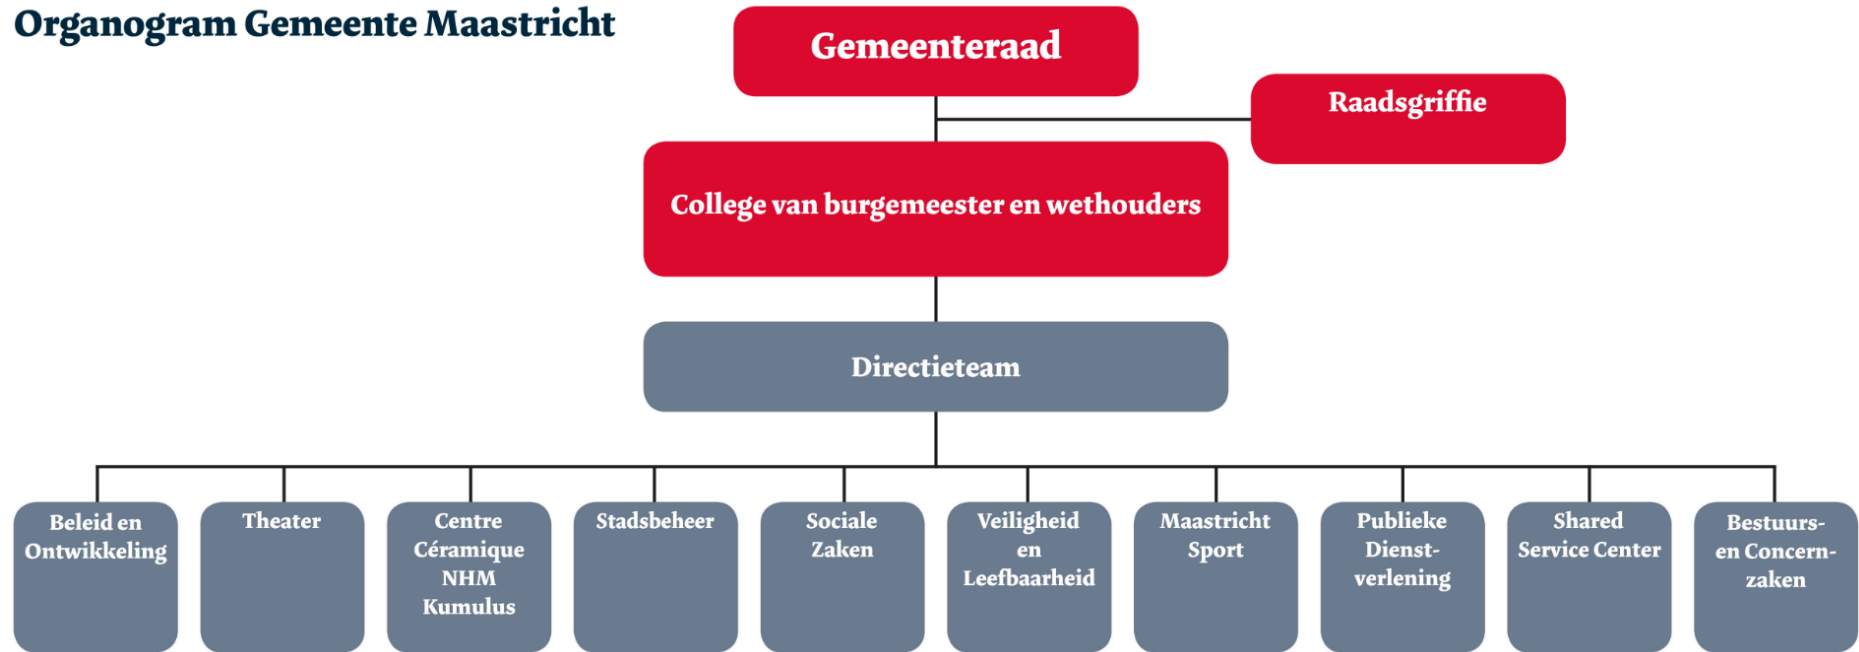 Organogram Gemeente Maastricht
Gemeenteraad
Raadsgriffie
College van burgemeester en wethouders
Directieteam
Beleid en
Ontwikkeling
Theater
Centre
Céramique
NHM
Kumulus
Stadsbeheer
Sociale
Zaken
Veiligheid
en
Leefbaarheid
Maastricht
Sport
Publieke
Dienst-
verlening
Shared
Service Center
Bestuurs-
en Concern-
zaken